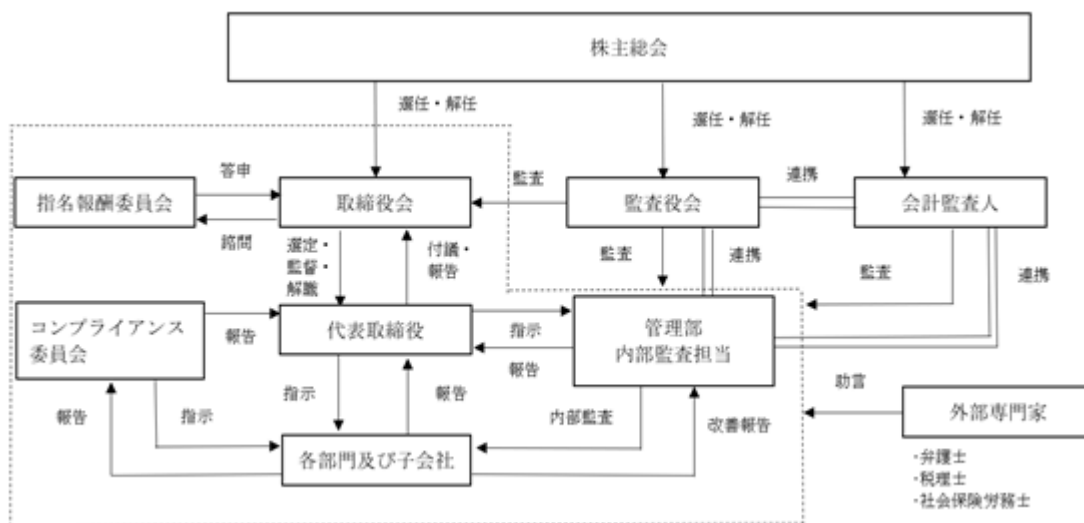 株主総会
選任・解任
選任・解任
選任・解任
答申
監査
連携
指名報酬委員会
取締役会
監査役会
会計監査人
諮問
選定・
監督・
解職
付議・
報告
監査
連携
監査
連携
コンプライアンス
委員会
報告
代表取締役
指示
報告
管理部
内部監査担当
報告
指示
指示
報告
内部監査
改善報告
助言
外部専門家
各部門及び子会社
・弁護士
・税理士
・社会保険労務士